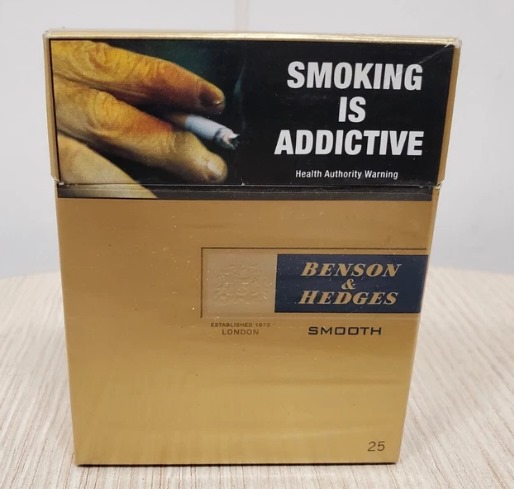 SMOKING
IS
ADDICTIVE
Health Authority Warning
BENSON
&
HEDGES
ESTABLISHED 1873
LONDON
SMOOTH
25